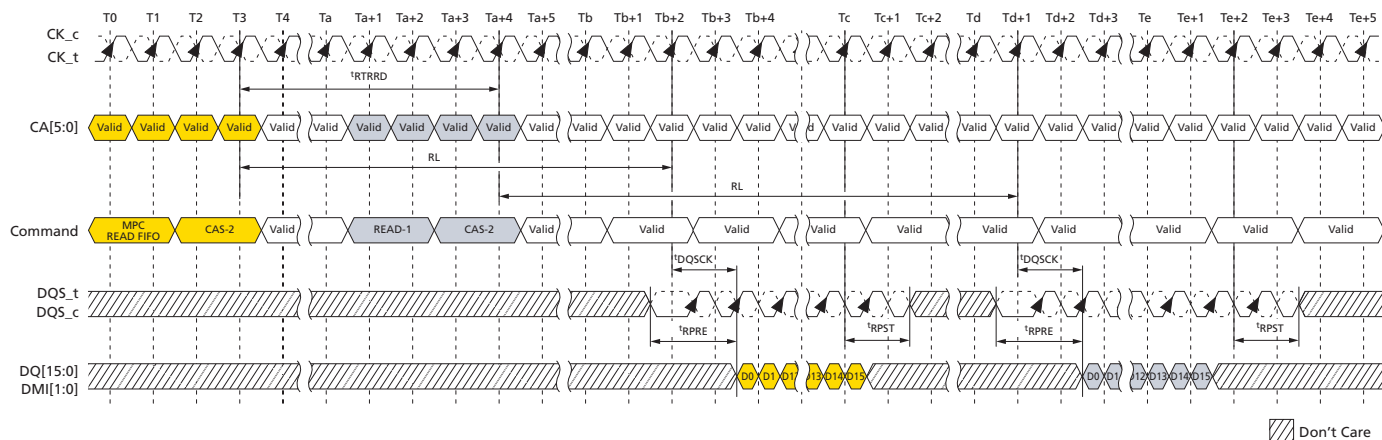 T0 T1 T2 T3 T4 Ta Ta+1 Ta+2 Ta+3 Ta+4 Ta+5 Tb Tb+1 Tb+2 Tb+3 Tb+4 Tc Tc+1 Tc+2 Td Td+1 Td+2 Td+3 Te Te+1 Te+2 Te+3 Te+4 Te+5
CK_c
CK_t
tRTRRD
CA[5:0] Valid Valid Valid Valid Valid Valid Valid Valid Valid Valid Valid Valid Valid Valid Valid Valid Valid Valid Valid Valid Valid Valid Valid Valid Valid Valid Valid Valid Valid
RL
RL
Command MPC READ FIFO CAS-2 Valid READ-1 CAS-2 Valid Valid Valid Valid Valid Valid Valid Valid Valid Valid
tDQSCK tDQSCK
DQS_t
DQS_c
tRPRE tRPST tRPRE tRPST
DQ[15:0]
DMI[1:0]
D0 D1 D13 D14 D15 D0 D1 D12 D13 D14 D15
Don't Care